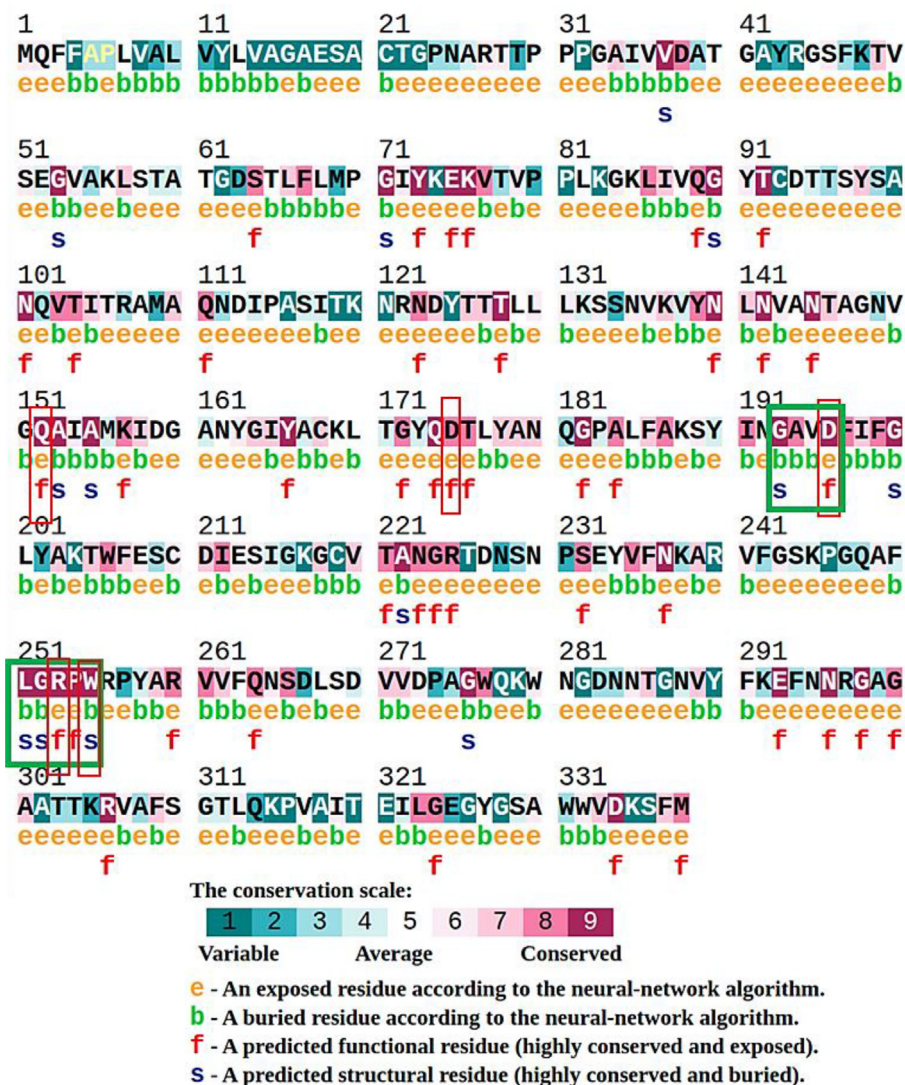 1 11 21 31 41
MQFFAPLVAL VYLVAGAESA CTGPNARTTP PPGAIVVDAT GAYRGSFKTV
eeebbebbbb bbbbbebeee beeeeeeeee eeebbbbbee eeeeeeeeeb
s
51 61 71 81 91
SEGVAKLSTA TGDSTLFLMP GIYKEKVTVP PLKGKLIVQG YTCDTTSYSA
eebbeebeee eeeebbbbbe beeeeebebe eeeeebbbeb eeeeeeeeee
s f s f ff fs f
101 111 121 131 141
NQVTITRAMA QNDIPASITK NRNDYTTTLL LKSSNVKVYN LNVANTAGNV
eebebeeeee eeeeeebeee eeeeeebebe beeeebebbe bebeeeeeeb
f f f f f f f f
151 161 171 181 191
GQAIAMKIDG ANYGIYACKL TGYQDTLYAN QGPALFAKSY INGAVDFIFG
bebbbbebee eeeebebbeb eeeeeebbee eeebbbbebe bebbbebbbb
fs s f f f fff f f s f s
201 211 221 231 241
LYAKTWFESC DIESIGKGCV TANGRTDNSN PSEYVFNKAR VFGSKPGQAF
bebebbbeeb ebebeeebbb ebeeeeeeee eeebbbeebe beeeeeeeeb
fsfff f f
251 261 271 281 291
LGRPWRPYAR VVFQNSDLSD VVDPAGWQKW NGDNNTGNVY FKEFNNRGAG
bbeebeebbe bbbeebeebe bbeeebbeeb eeeeeeeebb beeeeeeeee
ssffs f f s f f f f
301 311 321 331
AATTKRVAFS GTLQKPVAIT EILGEGYGSA WWVDKSFM
eeeeeebebe eebeeebebe ebbeeebeee bbbeeeee
f f f f
The conservation scale:
1 2 3 4 5 6 7 8 9
Variable Average Conserved
e - An exposed residue according to the neural-network algorithm.
b - A buried residue according to the neural-network algorithm.
f - A predicted functional residue (highly conserved and exposed).
s - A predicted structural residue (highly conserved and buried).